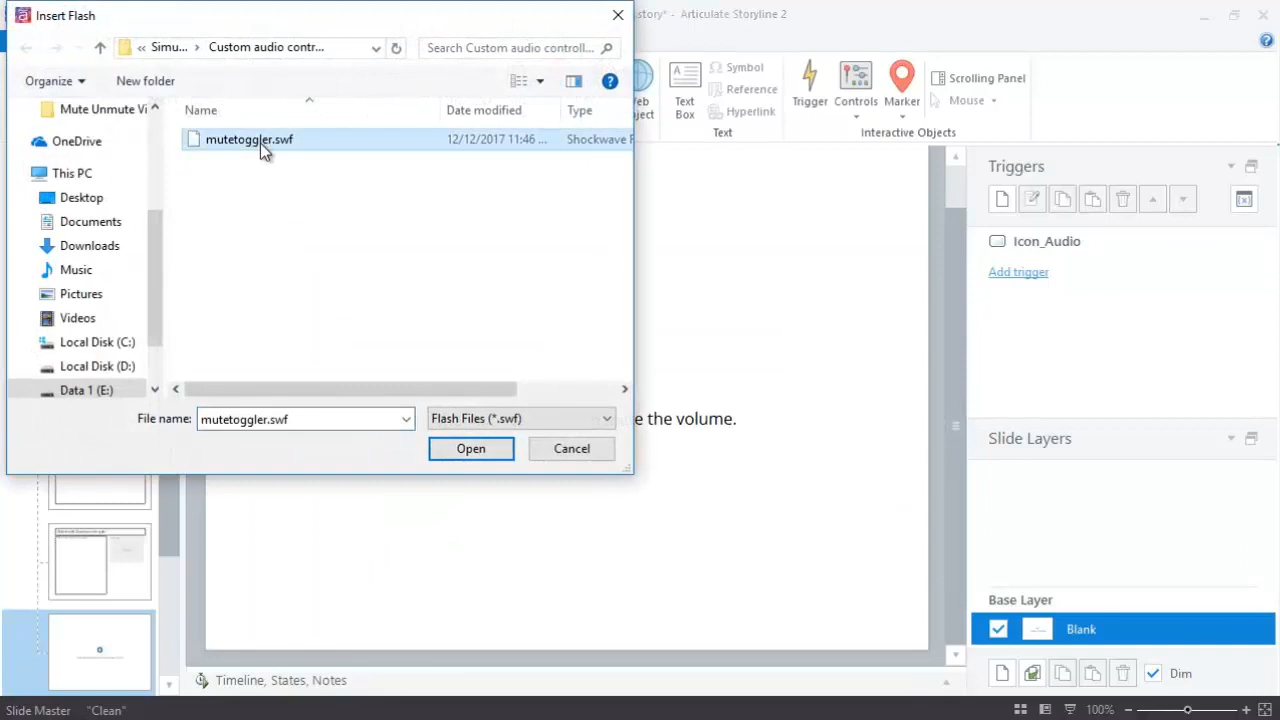 Insert Flash
story* - Articulate Storyline 2
« Simu... > Custom audio contr...
Search Custom audio controll...
Organize
New folder
Mute Unmute Vi
OneDrive
This PC
Desktop
Documents
Downloads
Music
Pictures
Videos
Local Disk (C:)
Local Disk (D:)
Data 1 (E:)
Name
Date modified
Type
mutetoggler.swf
12/12/2017 11:46 ...
Shockwave F
File name:
mutetoggler.swf
Flash Files (*.swf)
Open
Cancel
Text
Box
Symbol
Reference
Hyperlink
Text
Trigger
Controls
Marker
Scrolling Panel
Mouse
Interactive Objects
the volume.
Triggers
Icon_Audio
Add trigger
Slide Layers
Base Layer
Blank
Dim
Timeline, States, Notes
Slide Master
"Clean"
100%